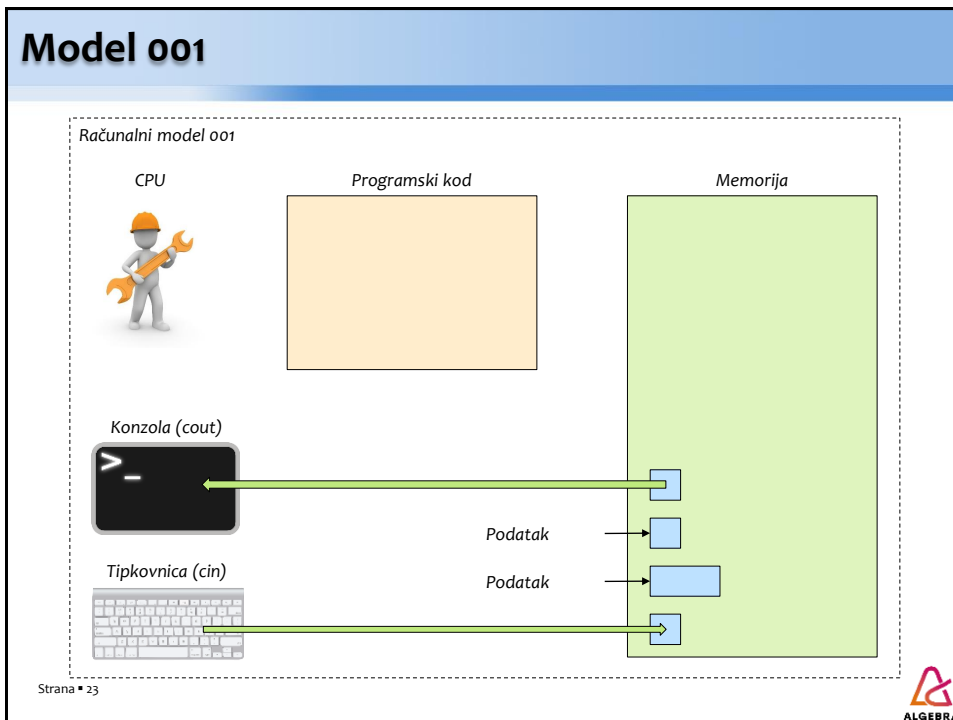 Model 001
Računalni model 001
CPU
Programski kod
Memorija
Konzola (cout)
>_
Podatak
Tipkovnica (cin)
Podatak
Strana ▪ 23
ALGEBRA